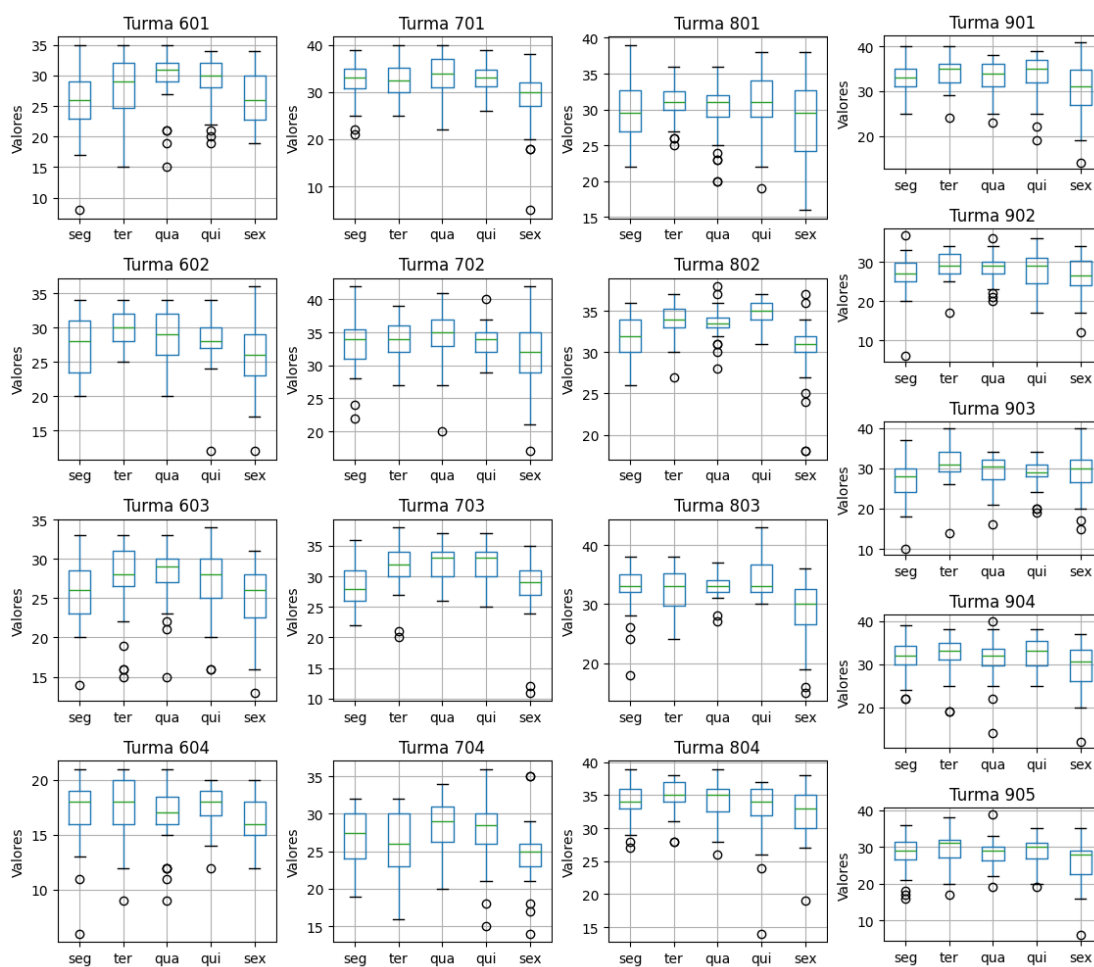 Turma 601
35
30
25
20
15
10
Valores
seg ter qua qui sex
Turma 602
35
30
25
20
15
Valores
seg ter qua qui sex
Turma 603
35
30
25
20
15
Valores
seg ter qua qui sex
Turma 604
20
15
10
Valores
seg ter qua qui sex
Turma 701
40
30
20
10
Valores
seg ter qua qui sex
Turma 702
40
35
30
25
20
Valores
seg ter qua qui sex
Turma 703
35
30
25
20
15
10
Valores
seg ter qua qui sex
Turma 704
35
30
25
20
15
Valores
seg ter qua qui sex
Turma 801
40
35
30
25
20
15
Valores
seg ter qua qui sex
Turma 802
35
30
25
20
Valores
seg ter qua qui sex
Turma 803
40
30
20
Valores
seg ter qua qui sex
Turma 804
40
35
30
25
20
15
Valores
seg ter qua qui sex
Turma 901
40
30
20
Valores
seg ter qua qui sex
Turma 902
30
20
10
Valores
seg ter qua qui sex
Turma 903
40
30
20
10
Valores
seg ter qua qui sex
Turma 904
40
30
20
Valores
seg ter qua qui sex
Turma 905
40
30
20
10
Valores
seg ter qua qui sex